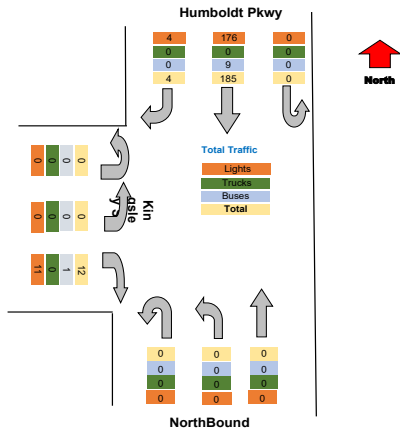 Humboldt Pkwy
4 176 0
0 0 0
0 9 0
4 185 0
North
Total Traffic
Lights
Trucks
Buses
Total
0 0 0 0
0 0 0 0
11 0 1 12
Kin
gsley
y S
0 0 0
0 0 0
0 0 0
0 0 0
NorthBound